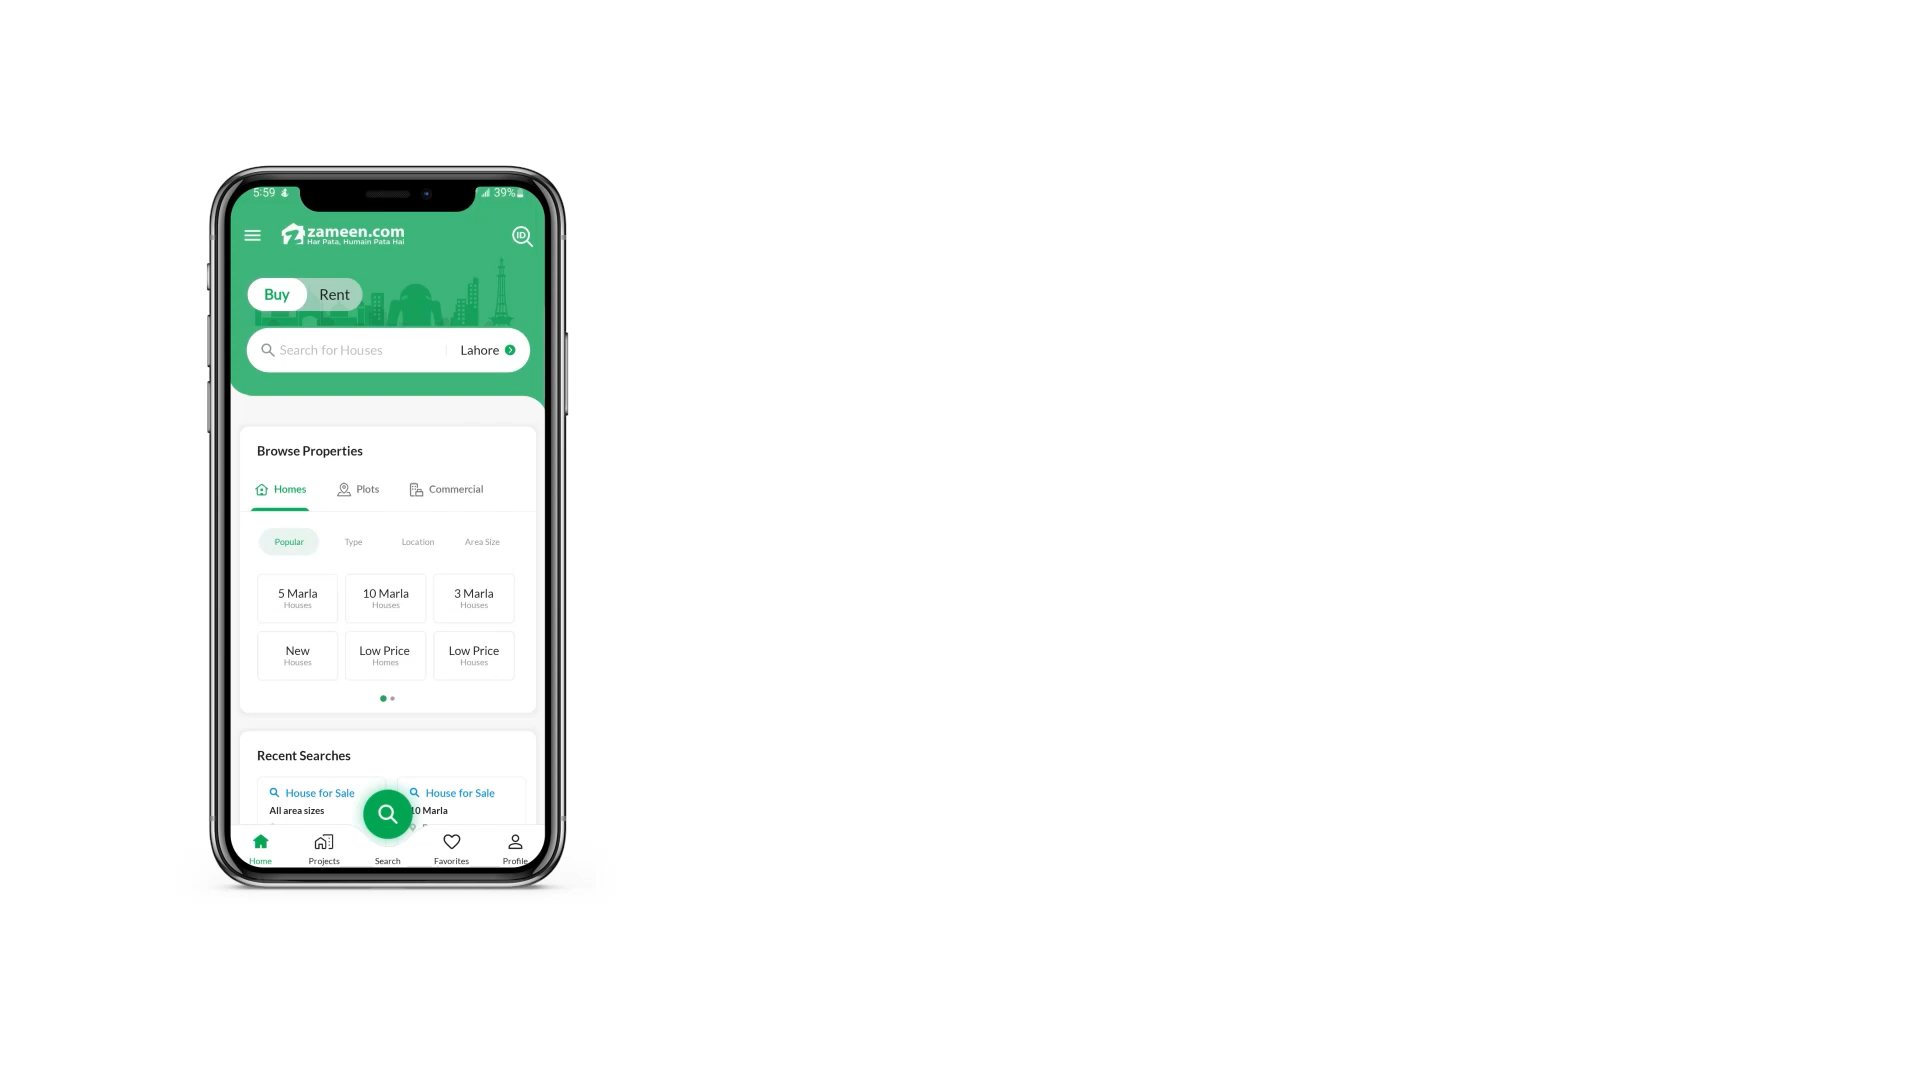 5:59
39%
zameen.com
Har Pata, Humain Pata Hai
ID
Buy
Rent
Search for Houses
Lahore
Browse Properties
Homes
Plots
Commercial
Popular
Type
Location
Area Size
5 Marla
Houses
10 Marla
Houses
3 Marla
Houses
New
Houses
Low Price
Homes
Low Price
Houses
Recent Searches
House for Sale
All area sizes
House for Sale
10 Marla
Home
Projects
Search
Favorites
Profile